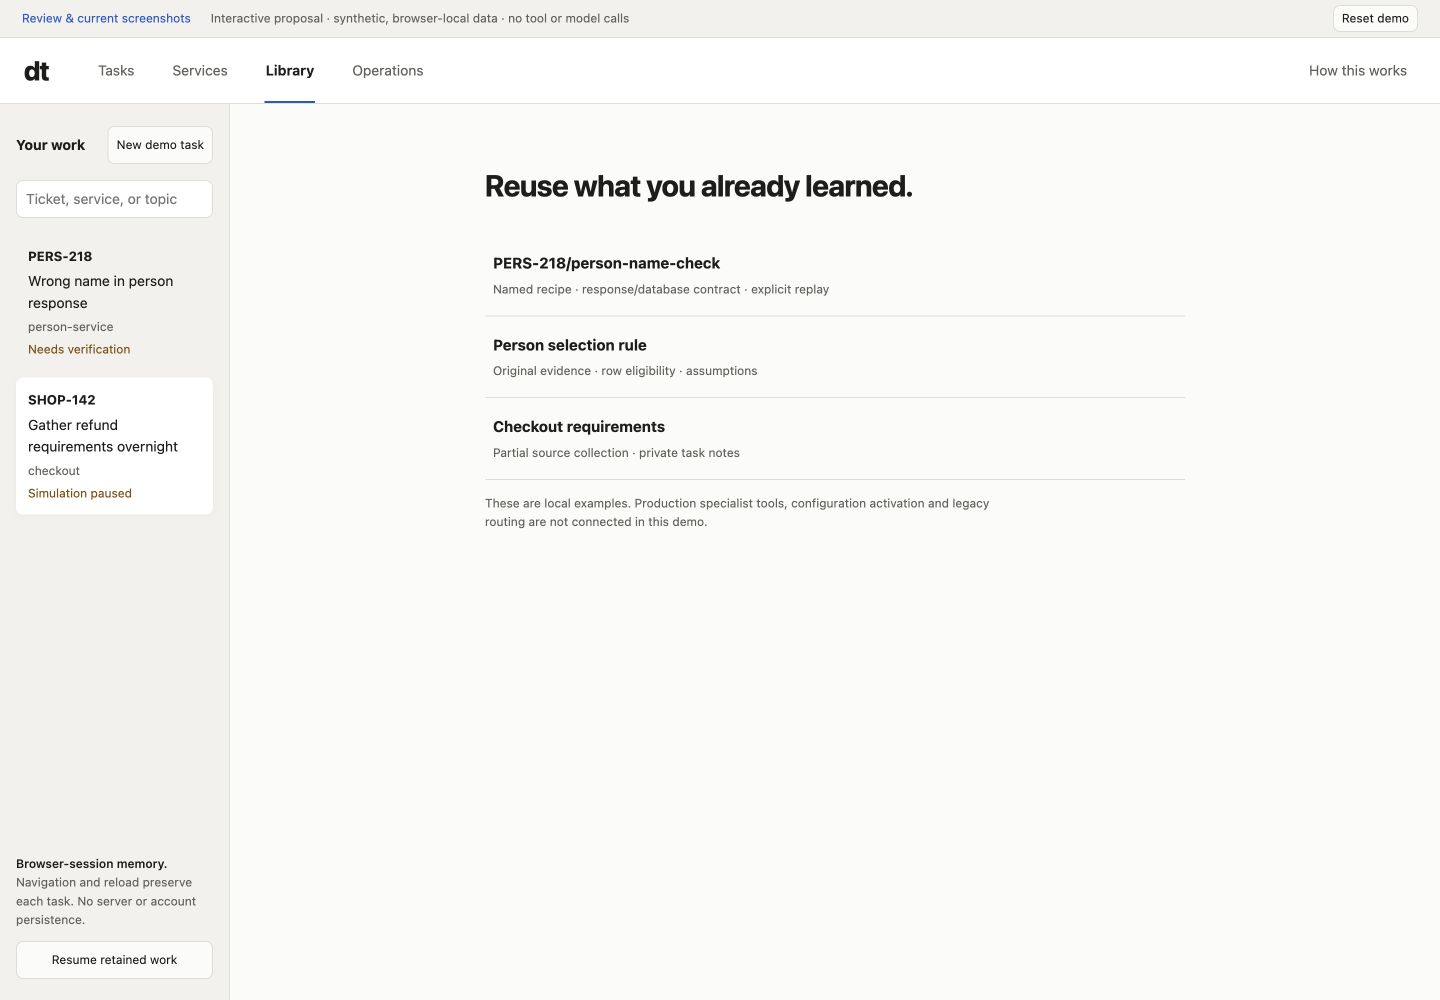 Review & current screenshots
Interactive proposal · synthetic, browser-local data · no tool or model calls
Reset demo
dt
Tasks
Services
Library
Operations
How this works
Your work
New demo task
Ticket, service, or topic
PERS-218
Wrong name in person
response
person-service
Needs verification
SHOP-142
Gather refund
requirements overnight
checkout
Simulation paused
Browser-session memory.
Navigation and reload preserve
each task. No server or account
persistence.
Resume retained work
Reuse what you already learned.
PERS-218/person-name-check
Named recipe · response/database contract · explicit replay
Person selection rule
Original evidence · row eligibility · assumptions
Checkout requirements
Partial source collection · private task notes
These are local examples. Production specialist tools, configuration activation and legacy
routing are not connected in this demo.